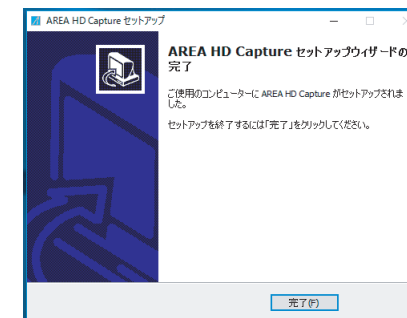 AREA HD Capture セットアップ
AREA HD Capture セットアップウィザードの
完了
ご使用のコンピューターに AREA HD Capture がセットアップされま
した。
セットアップを終了するには「完了」をクリックしてください。
完了(F)